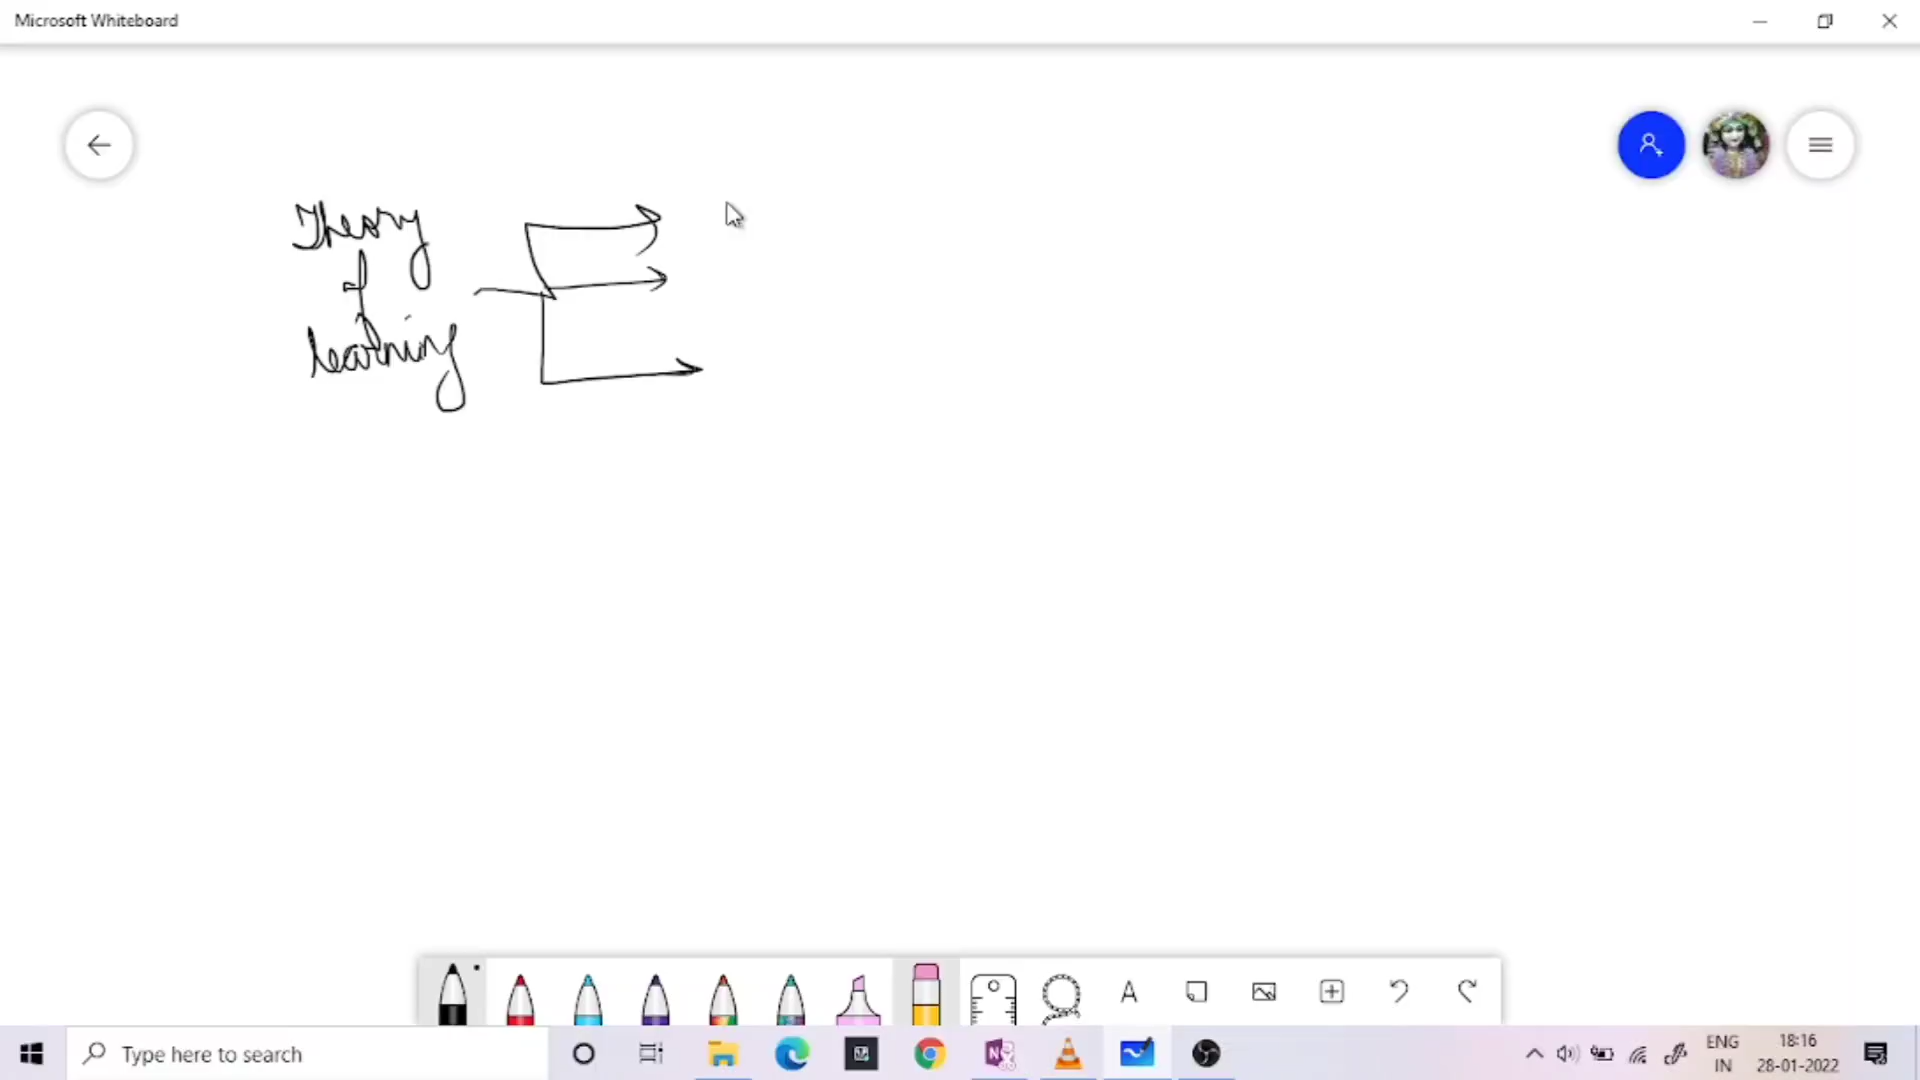 Microsoft Whiteboard
Theory
of
learning
A
Type here to search
ENG
IN
18:16
28-01-2022